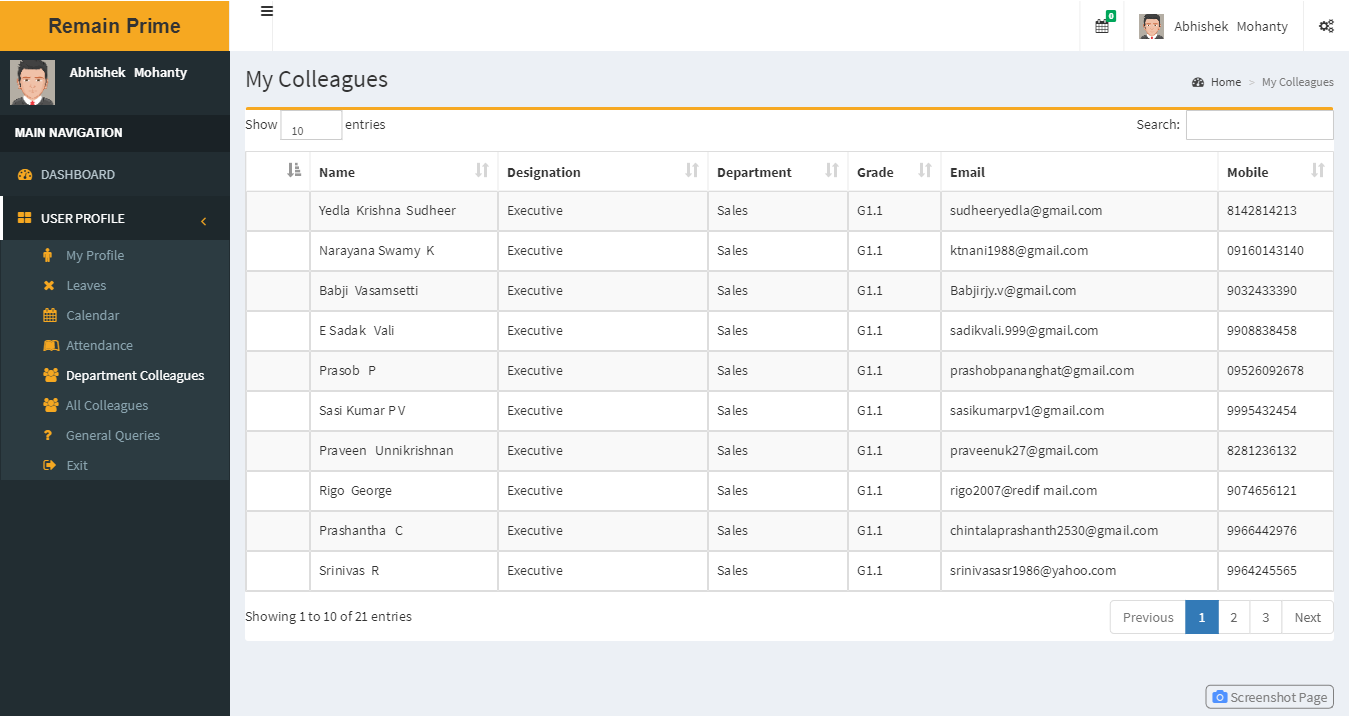 Remain Prime
0
Abhishek Mohanty
Abhishek Mohanty
MAIN NAVIGATION
DASHBOARD
USER PROFILE
My Profile
Leaves
Calendar
Attendance
Department Colleagues
All Colleagues
General Queries
Exit
My Colleagues
Home > My Colleagues
Show 10 entries
Search:
Name Designation Department Grade Email Mobile
Yedla Krishna Sudheer Executive Sales G1.1 sudheeryedla@gmail.com 8142814213
Narayana Swamy K Executive Sales G1.1 ktnani1988@gmail.com 09160143140
Babji Vasamsetti Executive Sales G1.1 Babjirjy.v@gmail.com 9032433390
E Sadak Vali Executive Sales G1.1 sadikvali.999@gmail.com 9908838458
Prasob P Executive Sales G1.1 prashobpananghat@gmail.com 09526092678
Sasi Kumar P V Executive Sales G1.1 sasikumarpv1@gmail.com 9995432454
Praveen Unnikrishnan Executive Sales G1.1 praveenuk27@gmail.com 8281236132
Rigo George Executive Sales G1.1 rigo2007@redif mail.com 9074656121
Prashantha C Executive Sales G1.1 chintalaprashanth2530@gmail.com 9966442976
Srinivas R Executive Sales G1.1 srinivasasr1986@yahoo.com 9964245565
Showing 1 to 10 of 21 entries
Previous 1 2 3 Next
Screenshot Page